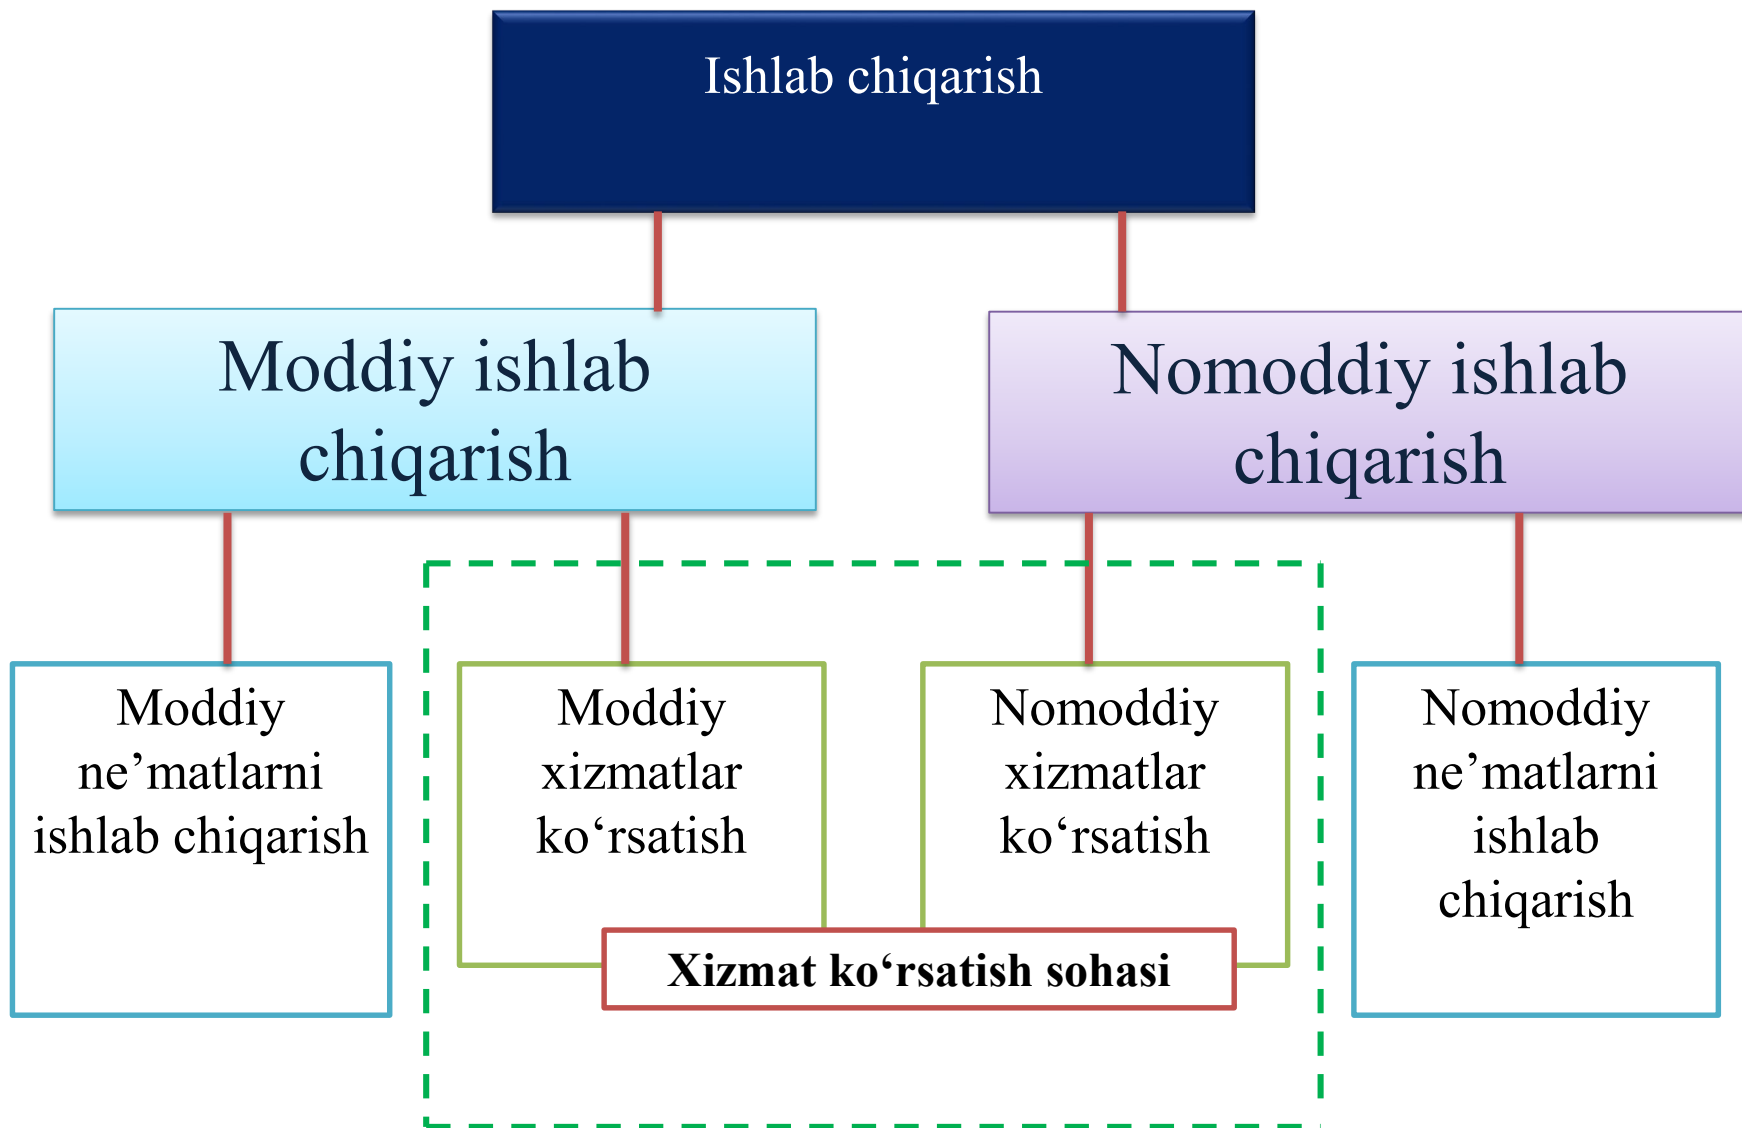 Ishlab chiqarish
Moddiy ishlab
chiqarish
Nomoddiy ishlab
chiqarish
Moddiy
ne’matlarni
ishlab chiqarish
Moddiy
xizmatlar
ko‘rsatish
Nomoddiy
xizmatlar
ko‘rsatish
Nomoddiy
ne’matlarni
ishlab
chiqarish
Xizmat ko‘rsatish sohasi